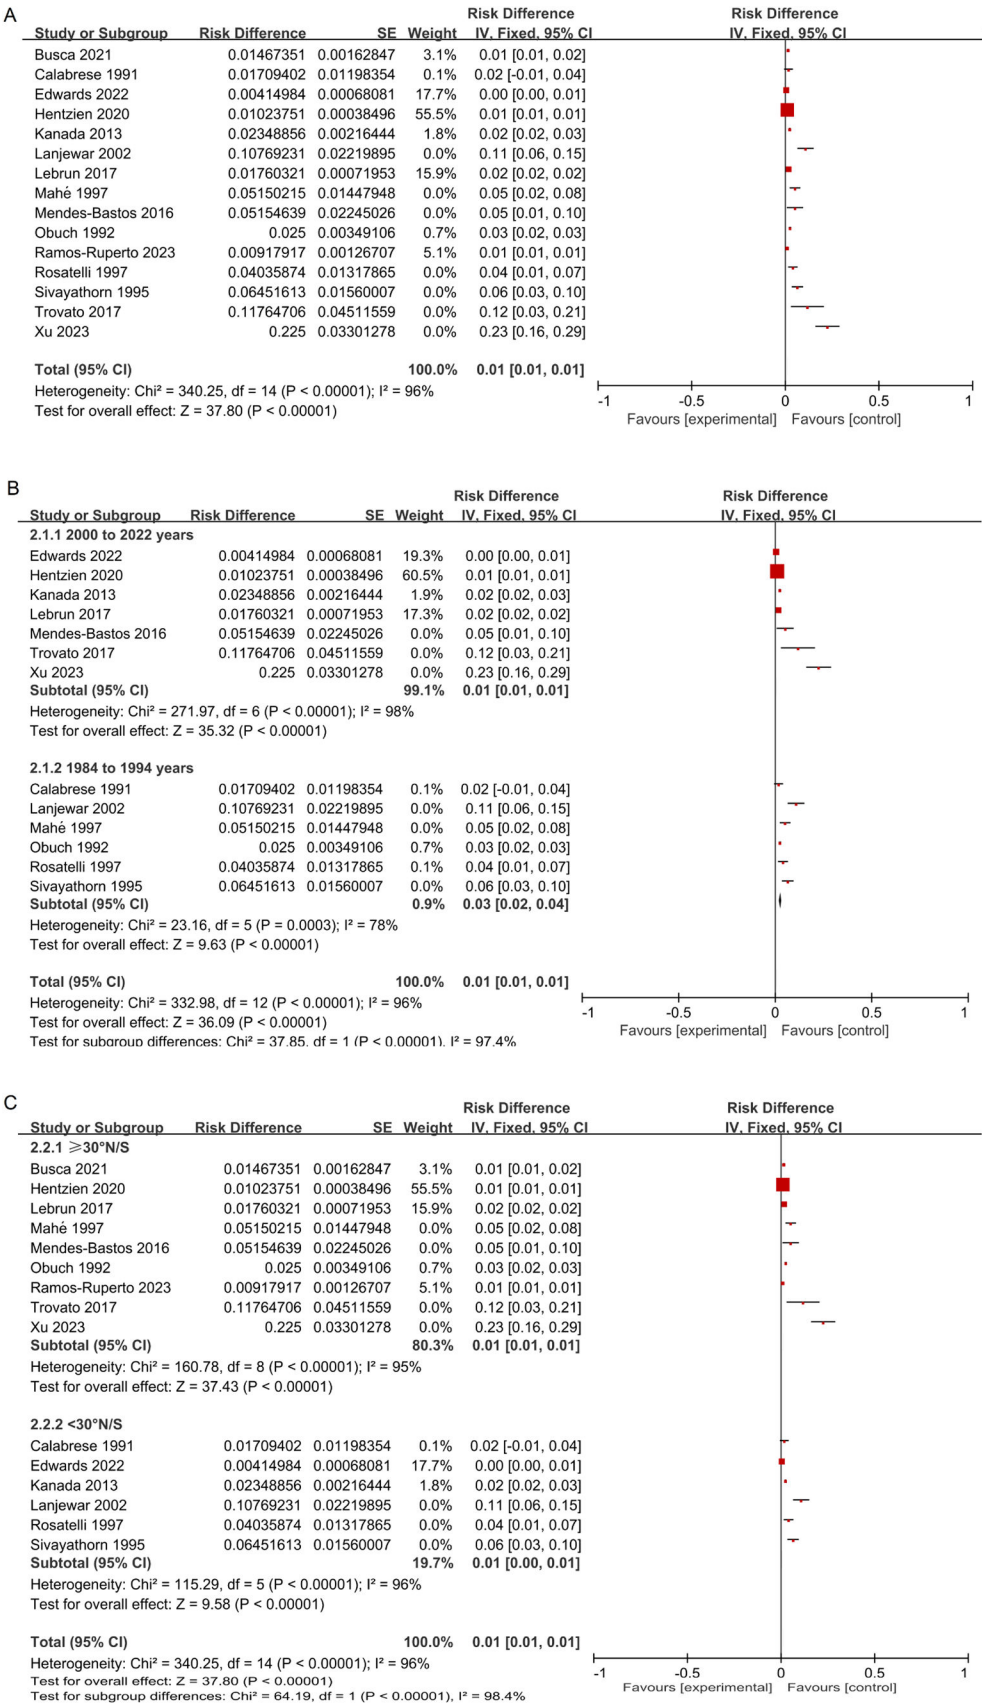 A
Risk Difference Risk Difference
Study or Subgroup Risk Difference SE Weight IV, Fixed, 95% CI IV, Fixed, 95% CI
Busca 2021 0.01467351 0.00162847 3.1% 0.01 [0.01, 0.02]
Calabrese 1991 0.01709402 0.01198354 0.1% 0.02 [-0.01, 0.04]
Edwards 2022 0.00414984 0.00068081 17.7% 0.00 [0.00, 0.01]
Hentzien 2020 0.01023751 0.00038496 55.5% 0.01 [0.01, 0.01]
Kanada 2013 0.02348856 0.00216444 1.8% 0.02 [0.02, 0.03]
Lanjewar 2002 0.10769231 0.02219895 0.0% 0.11 [0.06, 0.15]
Lebrun 2017 0.01760321 0.00071953 15.9% 0.02 [0.02, 0.02]
Mahé 1997 0.05150215 0.01447948 0.0% 0.05 [0.02, 0.08]
Mendes-Bastos 2016 0.05154639 0.02245026 0.0% 0.05 [0.01, 0.10]
Obuch 1992 0.025 0.00349106 0.7% 0.03 [0.02, 0.03]
Ramos-Ruperto 2023 0.00917917 0.00126707 5.1% 0.01 [0.01, 0.01]
Rosatelli 1997 0.04035874 0.01317865 0.0% 0.04 [0.01, 0.07]
Sivayathorn 1995 0.06451613 0.01560007 0.0% 0.06 [0.03, 0.10]
Trovato 2017 0.11764706 0.04511559 0.0% 0.12 [0.03, 0.21]
Xu 2023 0.225 0.03301278 0.0% 0.23 [0.16, 0.29]
Total (95% CI) 100.0% 0.01 [0.01, 0.01]
Heterogeneity: Chi² = 340.25, df = 14 (P < 0.00001); I² = 96%
Test for overall effect: Z = 37.80 (P < 0.00001)
-1 -0.5 0 0.5 1
Favours [experimental] Favours [control]
B
Risk Difference Risk Difference
Study or Subgroup Risk Difference SE Weight IV, Fixed, 95% CI IV, Fixed, 95% CI
2.1.1 2000 to 2022 years
Edwards 2022 0.00414984 0.00068081 19.3% 0.00 [0.00, 0.01]
Hentzien 2020 0.01023751 0.00038496 60.5% 0.01 [0.01, 0.01]
Kanada 2013 0.02348856 0.00216444 1.9% 0.02 [0.02, 0.03]
Lebrun 2017 0.01760321 0.00071953 17.3% 0.02 [0.02, 0.02]
Mendes-Bastos 2016 0.05154639 0.02245026 0.0% 0.05 [0.01, 0.10]
Trovato 2017 0.11764706 0.04511559 0.0% 0.12 [0.03, 0.21]
Xu 2023 0.225 0.03301278 0.0% 0.23 [0.16, 0.29]
Subtotal (95% CI) 99.1% 0.01 [0.01, 0.01]
Heterogeneity: Chi² = 271.97, df = 6 (P < 0.00001); I² = 98%
Test for overall effect: Z = 35.32 (P < 0.00001)
2.1.2 1984 to 1994 years
Calabrese 1991 0.01709402 0.01198354 0.1% 0.02 [-0.01, 0.04]
Lanjewar 2002 0.10769231 0.02219895 0.0% 0.11 [0.06, 0.15]
Mahé 1997 0.05150215 0.01447948 0.0% 0.05 [0.02, 0.08]
Obuch 1992 0.025 0.00349106 0.7% 0.03 [0.02, 0.03]
Rosatelli 1997 0.04035874 0.01317865 0.1% 0.04 [0.01, 0.07]
Sivayathorn 1995 0.06451613 0.01560007 0.0% 0.06 [0.03, 0.10]
Subtotal (95% CI) 0.9% 0.03 [0.02, 0.04]
Heterogeneity: Chi² = 23.16, df = 5 (P = 0.0003); I² = 78%
Test for overall effect: Z = 9.63 (P < 0.00001)
Total (95% CI) 100.0% 0.01 [0.01, 0.01]
Heterogeneity: Chi² = 332.98, df = 12 (P < 0.00001); I² = 96%
Test for overall effect: Z = 36.09 (P < 0.00001)
Test for subgroup differences: Chi² = 37.85, df = 1 (P < 0.00001), I² = 97.4%
-1 -0.5 0 0.5 1
Favours [experimental] Favours [control]
C
Risk Difference Risk Difference
Study or Subgroup Risk Difference SE Weight IV, Fixed, 95% CI IV, Fixed, 95% CI
2.2.1 ≥30°N/S
Busca 2021 0.01467351 0.00162847 3.1% 0.01 [0.01, 0.02]
Hentzien 2020 0.01023751 0.00038496 55.5% 0.01 [0.01, 0.01]
Lebrun 2017 0.01760321 0.00071953 15.9% 0.02 [0.02, 0.02]
Mahé 1997 0.05150215 0.01447948 0.0% 0.05 [0.02, 0.08]
Mendes-Bastos 2016 0.05154639 0.02245026 0.0% 0.05 [0.01, 0.10]
Obuch 1992 0.025 0.00349106 0.7% 0.03 [0.02, 0.03]
Ramos-Ruperto 2023 0.00917917 0.00126707 5.1% 0.01 [0.01, 0.01]
Trovato 2017 0.11764706 0.04511559 0.0% 0.12 [0.03, 0.21]
Xu 2023 0.225 0.03301278 0.0% 0.23 [0.16, 0.29]
Subtotal (95% CI) 80.3% 0.01 [0.01, 0.01]
Heterogeneity: Chi² = 160.78, df = 8 (P < 0.00001); I² = 95%
Test for overall effect: Z = 37.43 (P < 0.00001)
2.2.2 <30°N/S
Calabrese 1991 0.01709402 0.01198354 0.1% 0.02 [-0.01, 0.04]
Edwards 2022 0.00414984 0.00068081 17.7% 0.00 [0.00, 0.01]
Kanada 2013 0.02348856 0.00216444 1.8% 0.02 [0.02, 0.03]
Lanjewar 2002 0.10769231 0.02219895 0.0% 0.11 [0.06, 0.15]
Rosatelli 1997 0.04035874 0.01317865 0.0% 0.04 [0.01, 0.07]
Sivayathorn 1995 0.06451613 0.01560007 0.0% 0.06 [0.03, 0.10]
Subtotal (95% CI) 19.7% 0.01 [0.00, 0.01]
Heterogeneity: Chi² = 115.29, df = 5 (P < 0.00001); I² = 96%
Test for overall effect: Z = 9.58 (P < 0.00001)
Total (95% CI) 100.0% 0.01 [0.01, 0.01]
Heterogeneity: Chi² = 340.25, df = 14 (P < 0.00001); I² = 96%
Test for overall effect: Z = 37.80 (P < 0.00001)
Test for subgroup differences: Chi² = 64.19, df = 1 (P < 0.00001), I² = 98.4%
-1 -0.5 0 0.5 1
Favours [experimental] Favours [control]